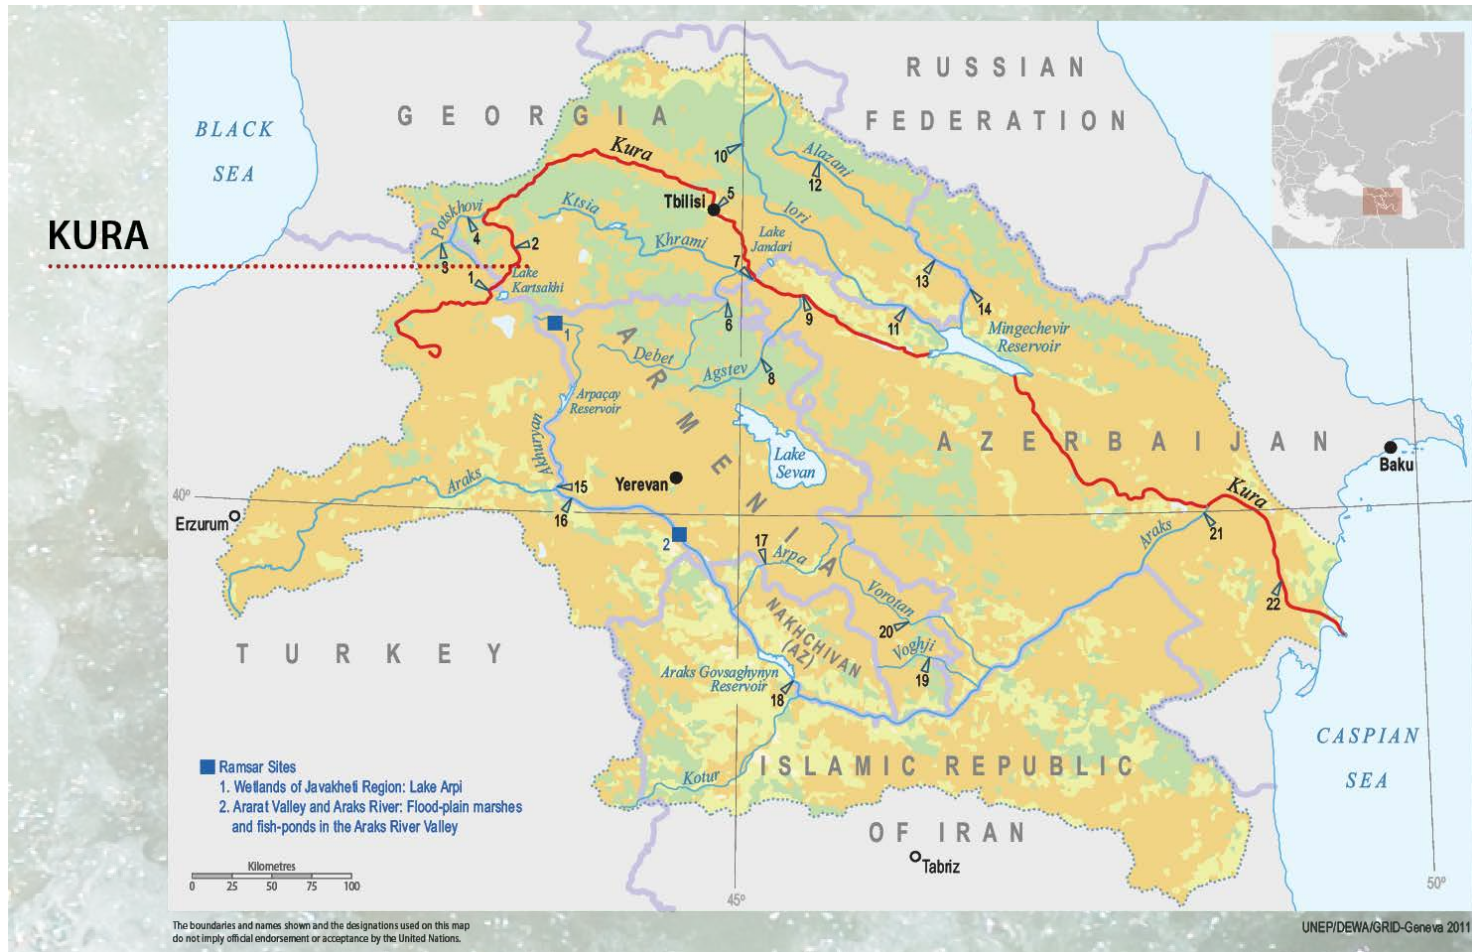 RUSSIAN
FEDERATION
GEORGIA
BLACK
SEA
KURA
Kura
Alazani
10
12
Tbilisi
5
Iori
Potskhovi
Ktsia
Khrami
Lake
Jandari
4
2
3
7
1
Lake
Kartsakhi
13
14
6
9
11
Mingechevir
Reservoir
1
ARMENIA
Debet
Agstev
8
Arpaçay
Reservoir
Akhuryan
AZERBAIJAN
Lake
Sevan
Baku
Yerevan
Araks
15
16
40°
Erzurum
Kura
Araks
21
2
17
Arpa
Vorotan
22
20
NAKHCHIVAN
(AZ)
Voghji
19
TURKEY
Araks Govsaghynyn
Reservoir
18
CASPIAN
SEA
ISLAMIC REPUBLIC
OF IRAN
Kotur
Tabriz
Ramsar Sites
1. Wetlands of Javakheti Region: Lake Arpi
2. Ararat Valley and Araks River: Flood-plain marshes
and fish-ponds in the Araks River Valley
Kilometres
0 25 50 75 100
45°
50°
The boundaries and names shown and the designations used on this map
do not imply official endorsement or acceptance by the United Nations.
UNEP/DEWA/GRID-Geneva 2011